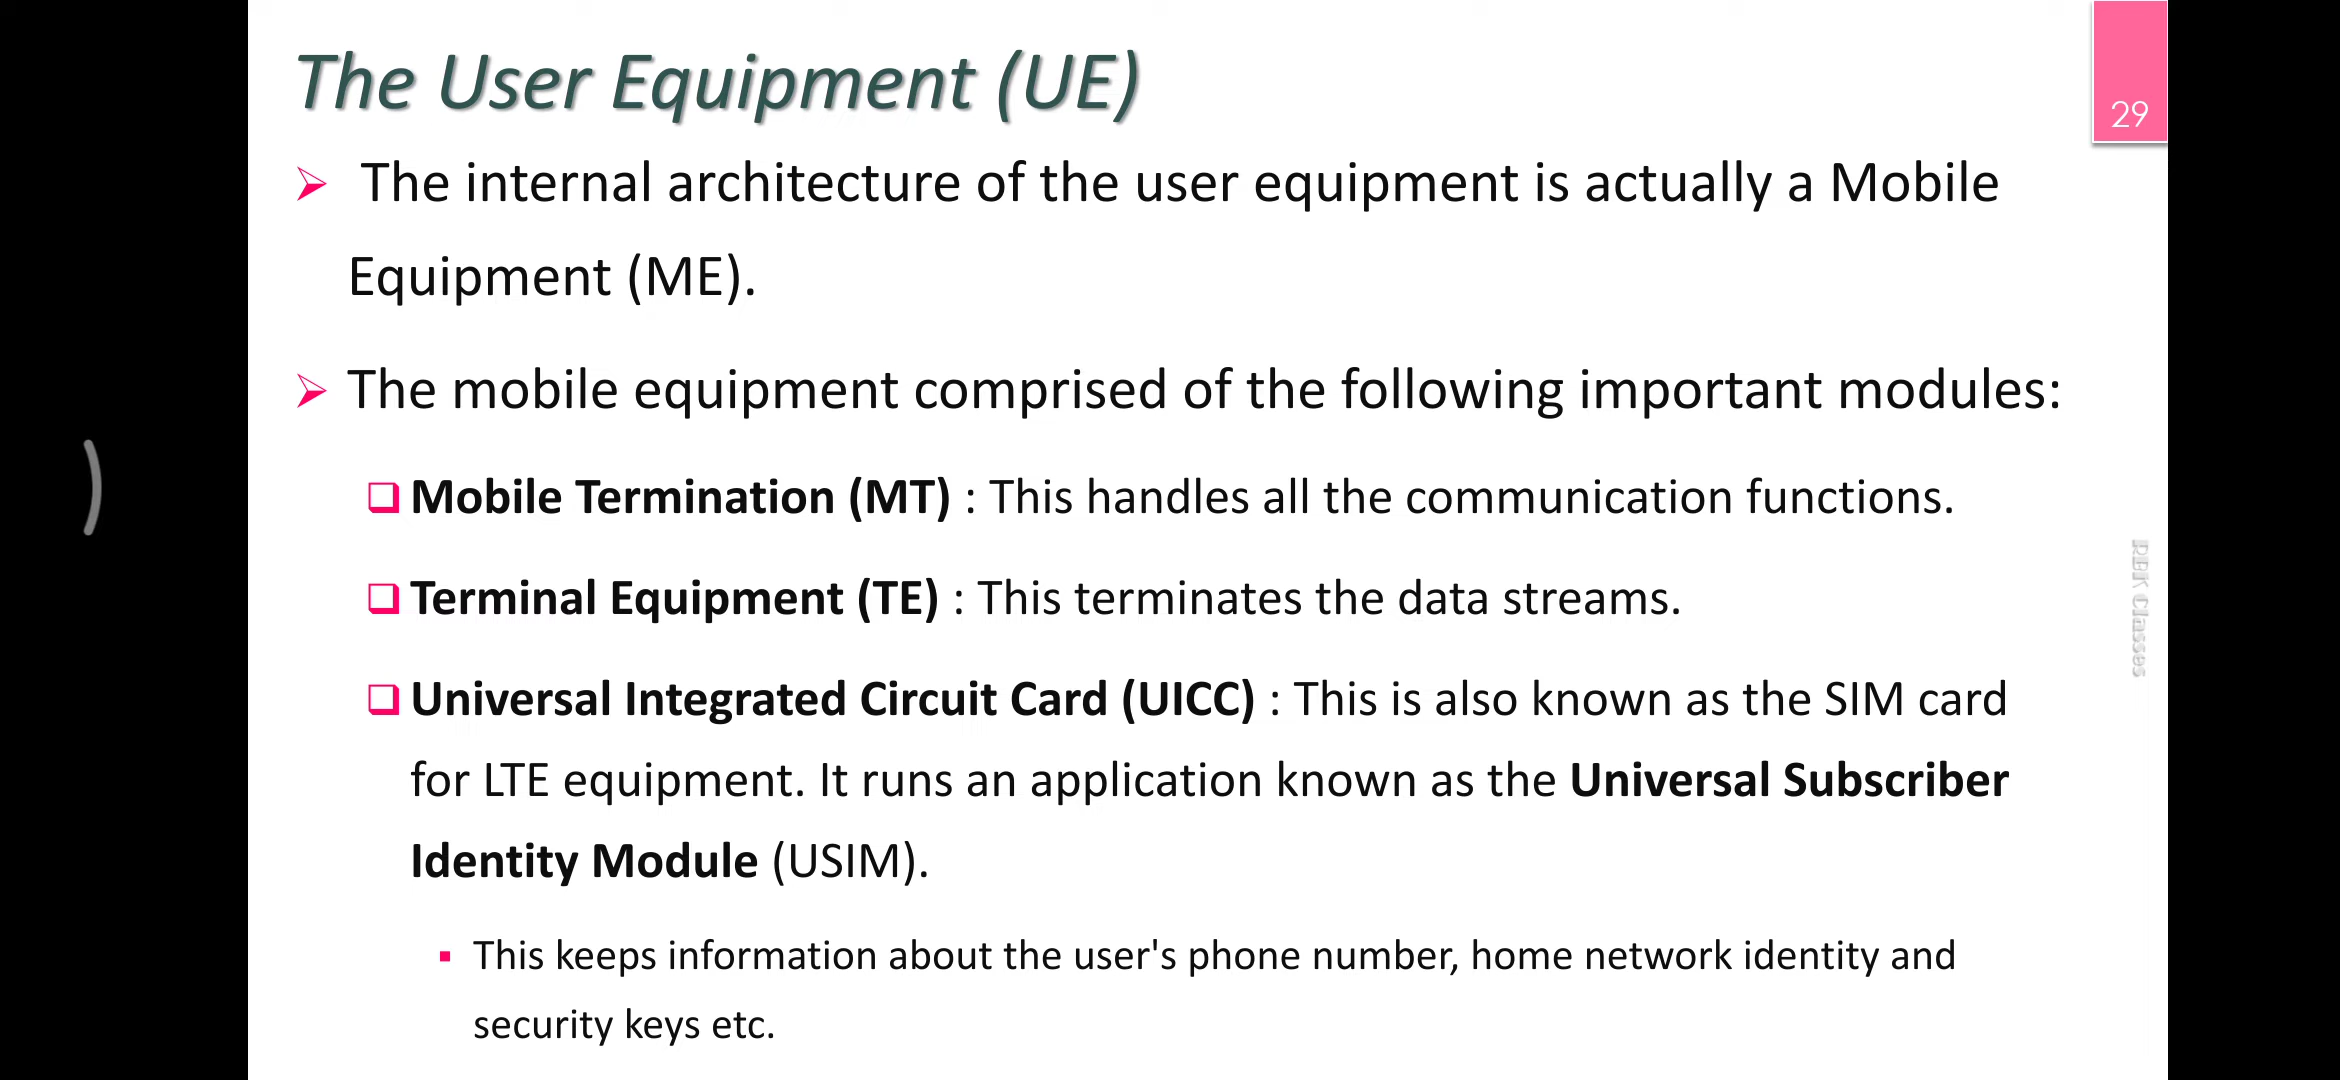 The User Equipment (UE)
29
The internal architecture of the user equipment is actually a Mobile
Equipment (ME).
The mobile equipment comprised of the following important modules:
Mobile Termination (MT) : This handles all the communication functions.
Terminal Equipment (TE) : This terminates the data streams.
Universal Integrated Circuit Card (UICC) : This is also known as the SIM card
for LTE equipment. It runs an application known as the Universal Subscriber
Identity Module (USIM).
This keeps information about the user's phone number, home network identity and
security keys etc.
Classes